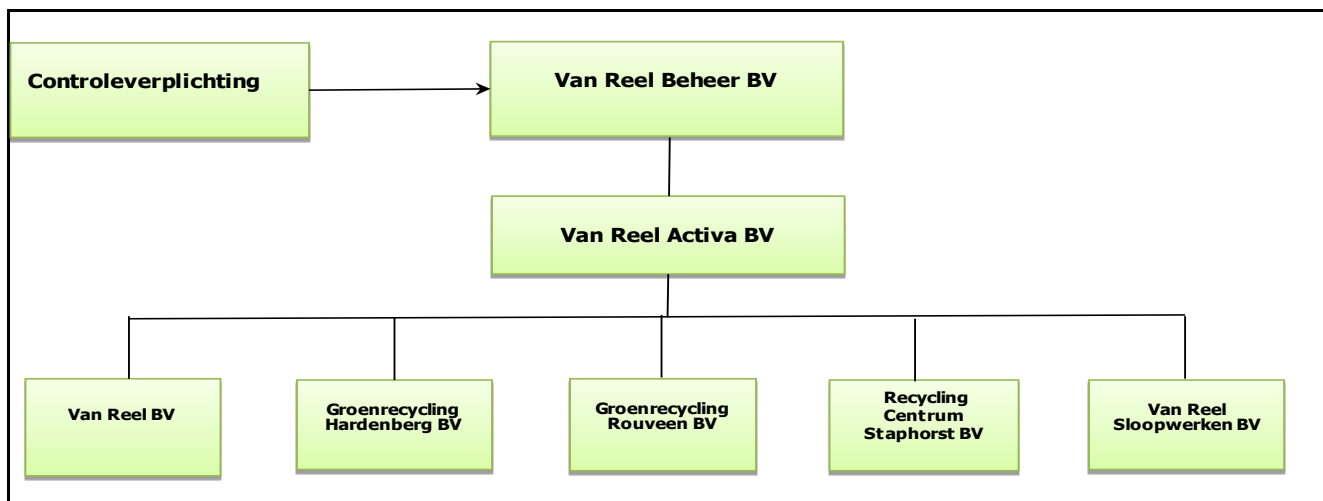 Controleverplichting
Van Reel Beheer BV
Van Reel Activa BV
Van Reel BV
Groenrecycling
Hardenberg BV
Groenrecycling
Rouveen BV
Recycling
Centrum
Staphorst BV
Van Reel
Sloopwerken BV